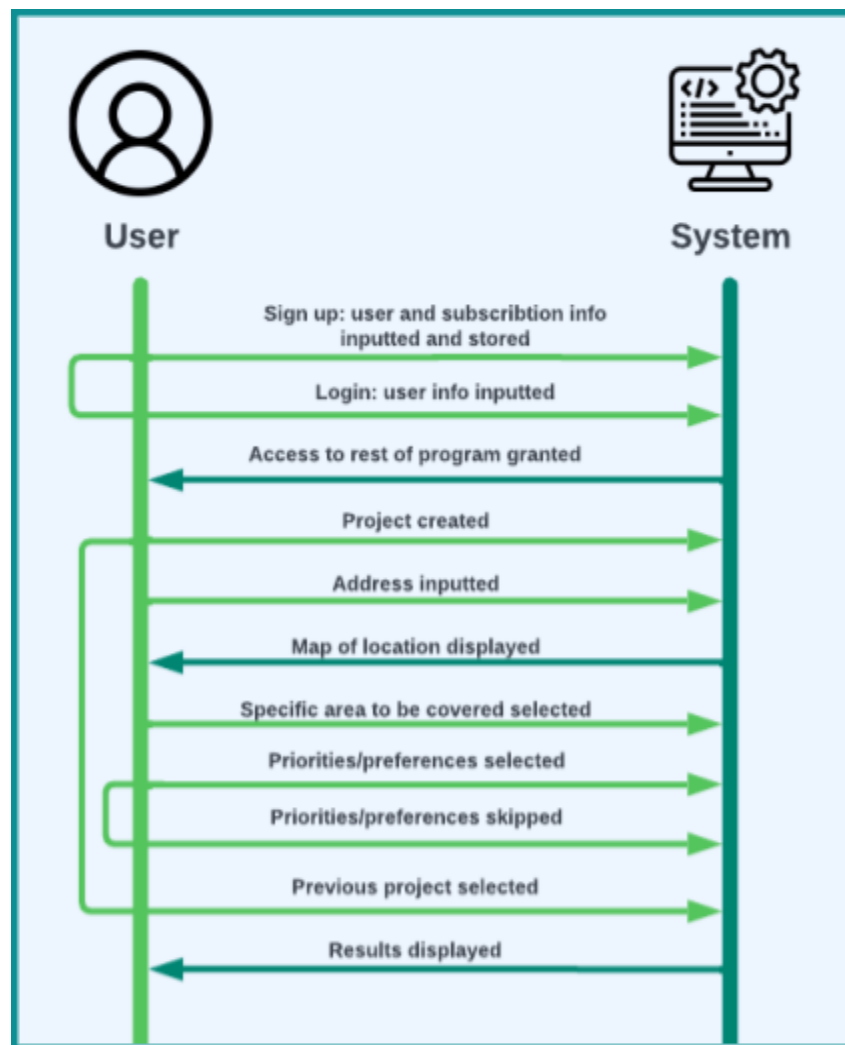 </>
User
System
Sign up: user and subscribtion info
inputted and stored
Login: user info inputted
Access to rest of program granted
Project created
Address inputted
Map of location displayed
Specific area to be covered selected
Priorities/preferences selected
Priorities/preferences skipped
Previous project selected
Results displayed